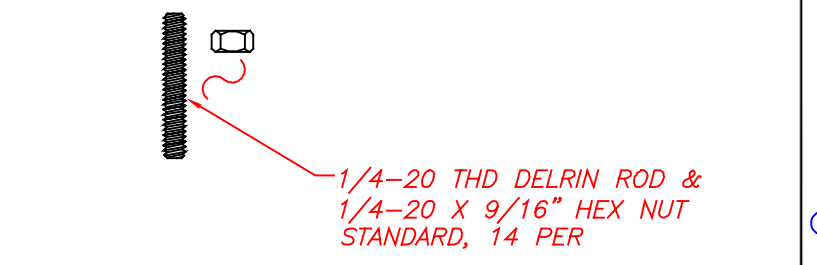 1/4-20 THD DELRIN ROD &
1/4-20 X 9/16" HEX NUT
STANDARD, 14 PER